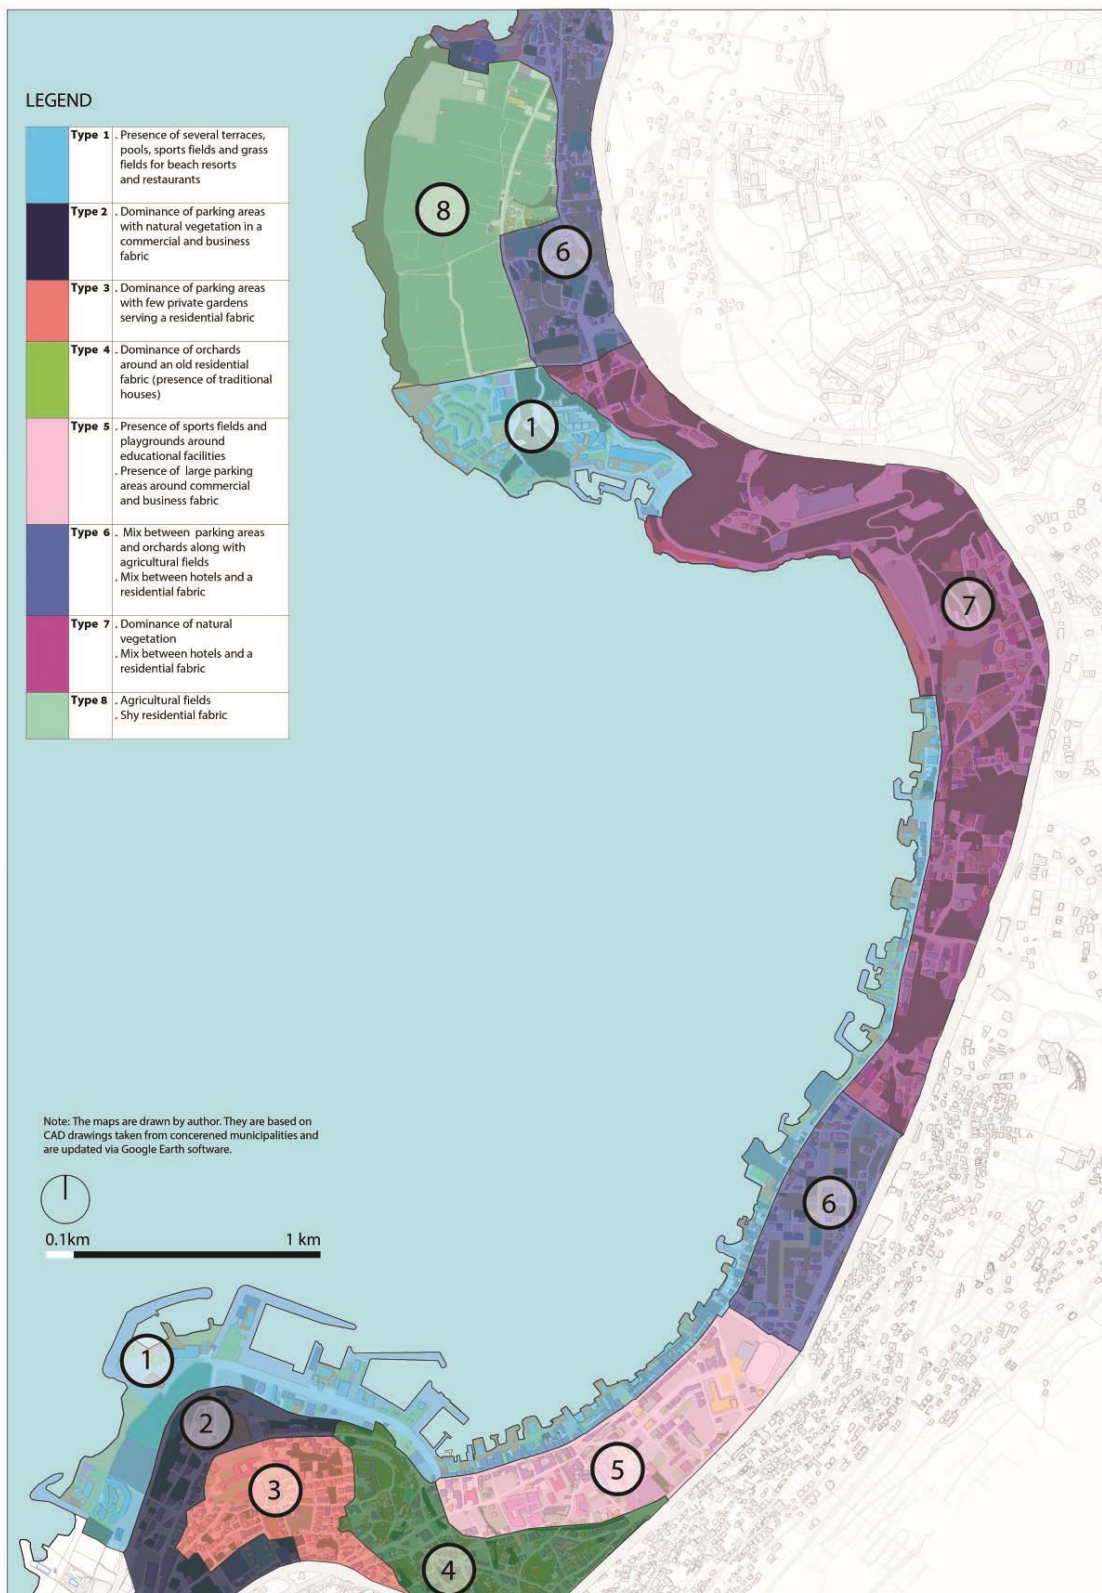 LEGEND
Type 1 . Presence of several terraces,
pools, sports fields and grass
fields for beach resorts
and restaurants
Type 2 . Dominance of parking areas
with natural vegetation in a
commercial and business
fabric
Type 3 . Dominance of parking areas
with few private gardens
serving a residential fabric
Type 4 . Dominance of orchards
around an old residential
fabric (presence of traditional
houses)
Type 5 . Presence of sports fields and
playgrounds around
educational facilities
. Presence of large parking
areas around commercial
and business fabric
Type 6 . Mix between parking areas
and orchards along with
agricultural fields
. Mix between hotels and a
residential fabric
Type 7 . Dominance of natural
vegetation
. Mix between hotels and a
residential fabric
Type 8 . Agricultural fields
. Shy residential fabric
8
6
1
7
Note: The maps are drawn by author. They are based on
CAD drawings taken from concerened municipalities and
are updated via Google Earth software.
0.1km 1 km
6
1
2
3
5
4